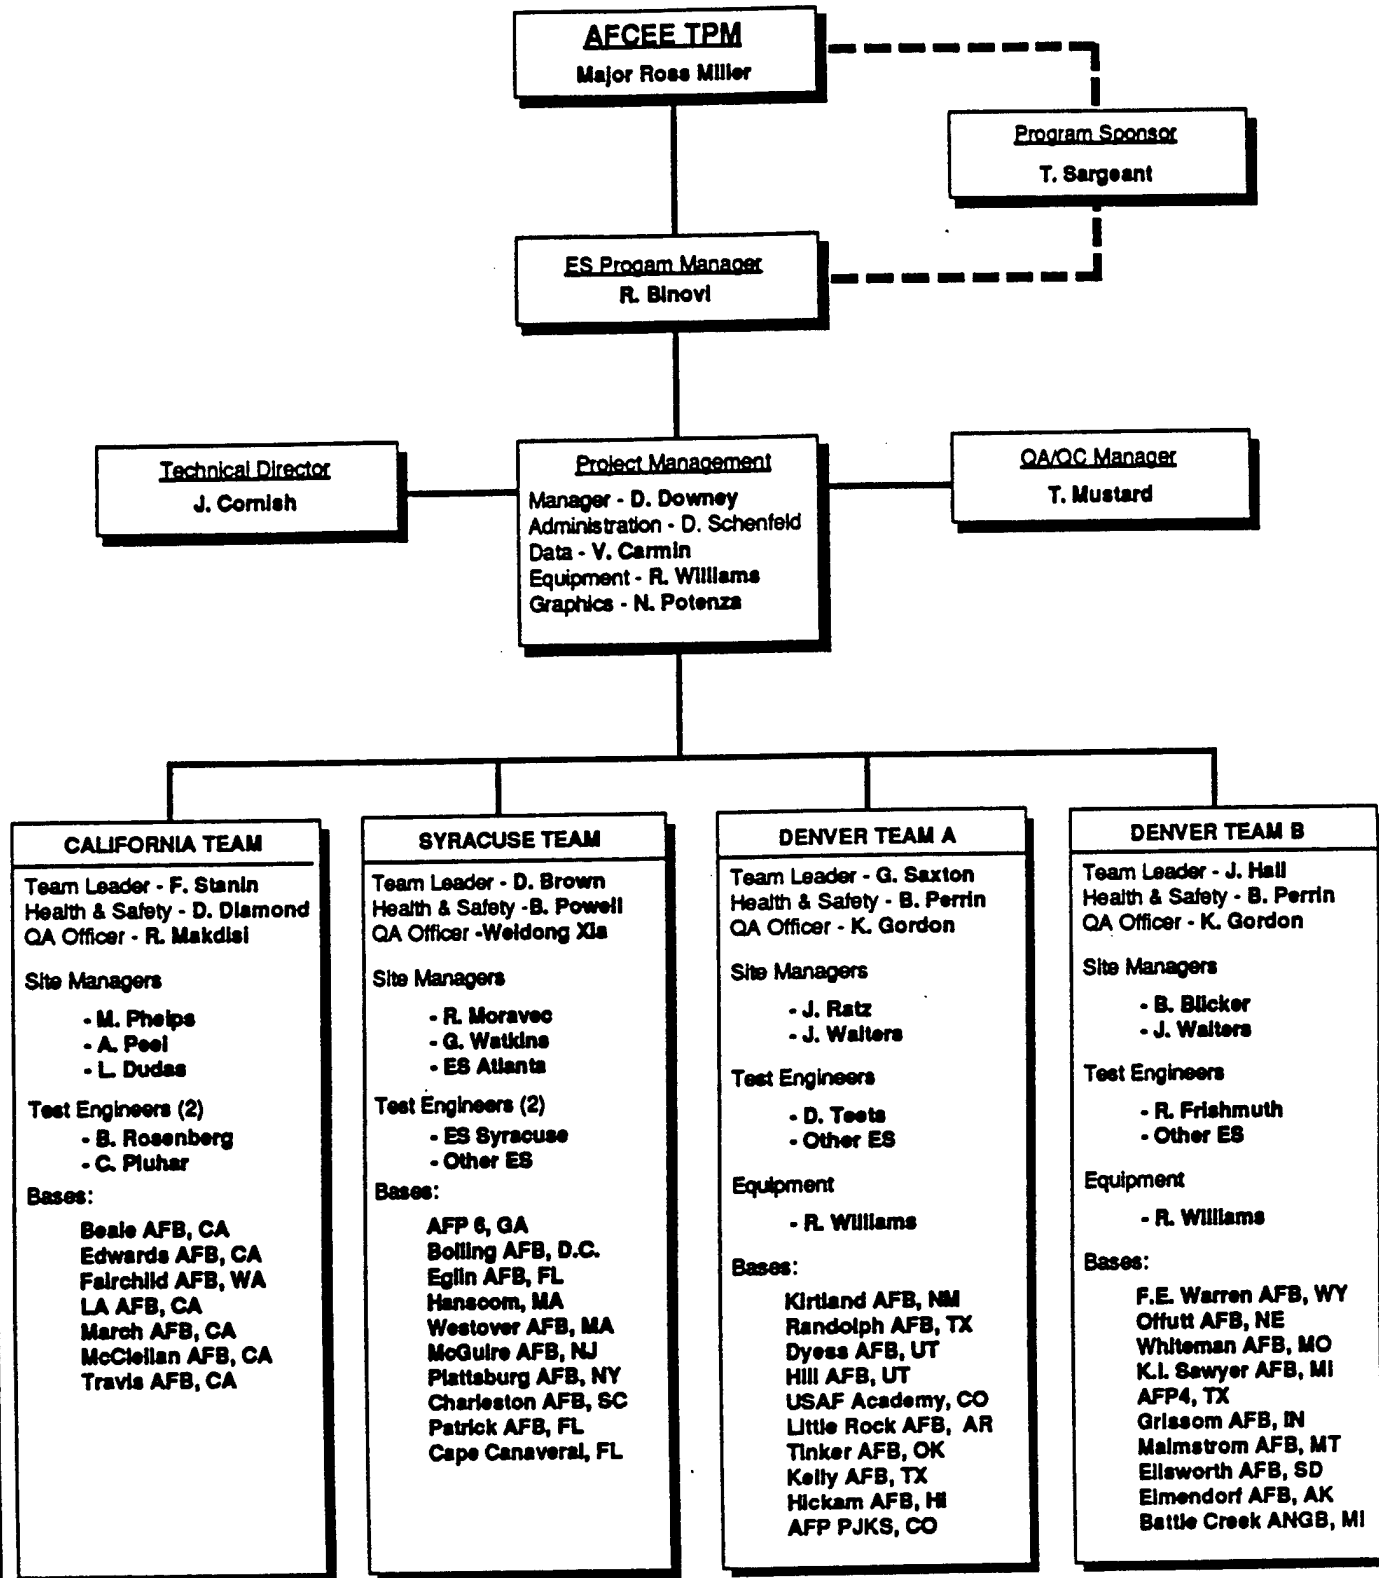 AFCEE TPM
Major Ross Miller
Program Sponsor
T. Sargeant
ES Progam Manager
R. Binovi
Technical Director
J. Cornish
Project Management
Manager - D. Downey
Administration - D. Schenfeld
Data - V. Carmin
Equipment - R. Williams
Graphics - N. Potenza
QA/QC Manager
T. Mustard
CALIFORNIA TEAM
Team Leader - F. Stanin
Health & Safety - D. Diamond
QA Officer - R. Makdisi
Site Managers
- M. Phelps
- A. Peel
- L. Dudas
Test Engineers (2)
- B. Rosenberg
- C. Pluhar
Bases:
Beale AFB, CA
Edwards AFB, CA
Fairchild AFB, WA
LA AFB, CA
March AFB, CA
McClellan AFB, CA
Travis AFB, CA
SYRACUSE TEAM
Team Leader - D. Brown
Health & Safety -B. Powell
QA Officer -Weidong Xia
Site Managers
- R. Moravec
- G. Watkins
- ES Atlanta
Test Engineers (2)
- ES Syracuse
- Other ES
Bases:
AFP 6, GA
Bolling AFB, D.C.
Eglin AFB, FL
Hanscom, MA
Westover AFB, MA
McGuire AFB, NJ
Plattsburg AFB, NY
Charleston AFB, SC
Patrick AFB, FL
Cape Canaveral, FL
DENVER TEAM A
Team Leader - G. Saxton
Health & Safety - B. Perrin
QA Officer - K. Gordon
Site Managers
- J. Ratz
- J. Walters
Test Engineers
- D. Teets
- Other ES
Equipment
- R. Williams
Bases:
Kirtland AFB, NM
Randolph AFB, TX
Dyess AFB, UT
Hill AFB, UT
USAF Academy, CO
Little Rock AFB, AR
Tinker AFB, OK
Kelly AFB, TX
Hickam AFB, HI
AFP PJKS, CO
DENVER TEAM B
Team Leader - J. Hall
Health & Safety - B. Perrin
QA Officer - K. Gordon
Site Managers
- B. Blicker
- J. Walters
Test Engineers
- R. Frishmuth
- Other ES
Equipment
- R. Williams
Bases:
F.E. Warren AFB, WY
Offutt AFB, NE
Whiteman AFB, MO
K.I. Sawyer AFB, MI
AFP4, TX
Grissom AFB, IN
Malmstrom AFB, MT
Ellsworth AFB, SD
Elmendorf AFB, AK
Battle Creek ANGB, MI